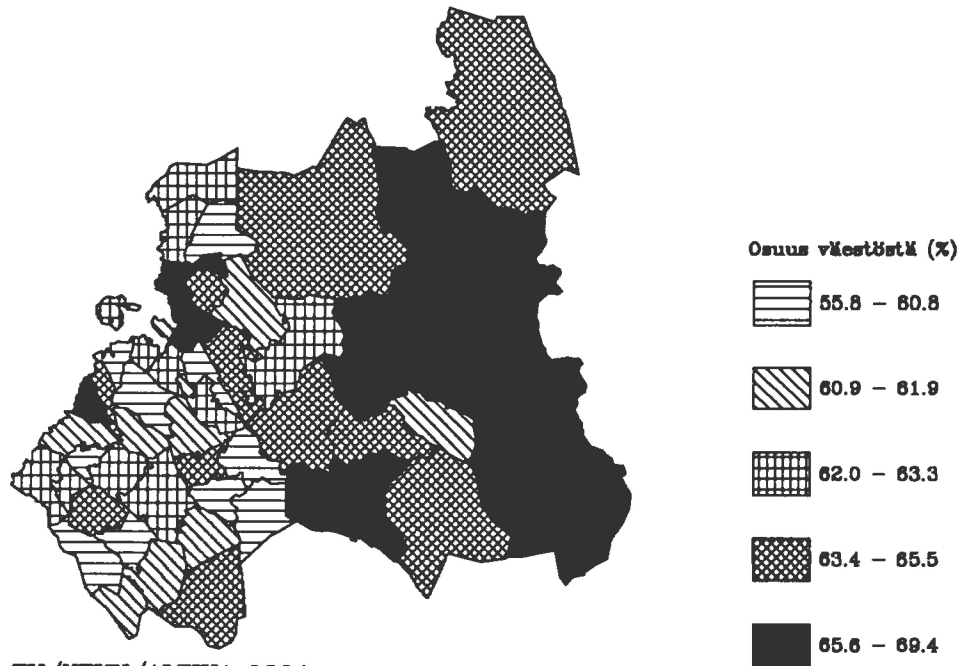 Osuus väestöstä (%)
55.8 – 60.8
60.9 – 61.9
62.0 – 63.3
63.4 – 65.5
65.6 – 69.4